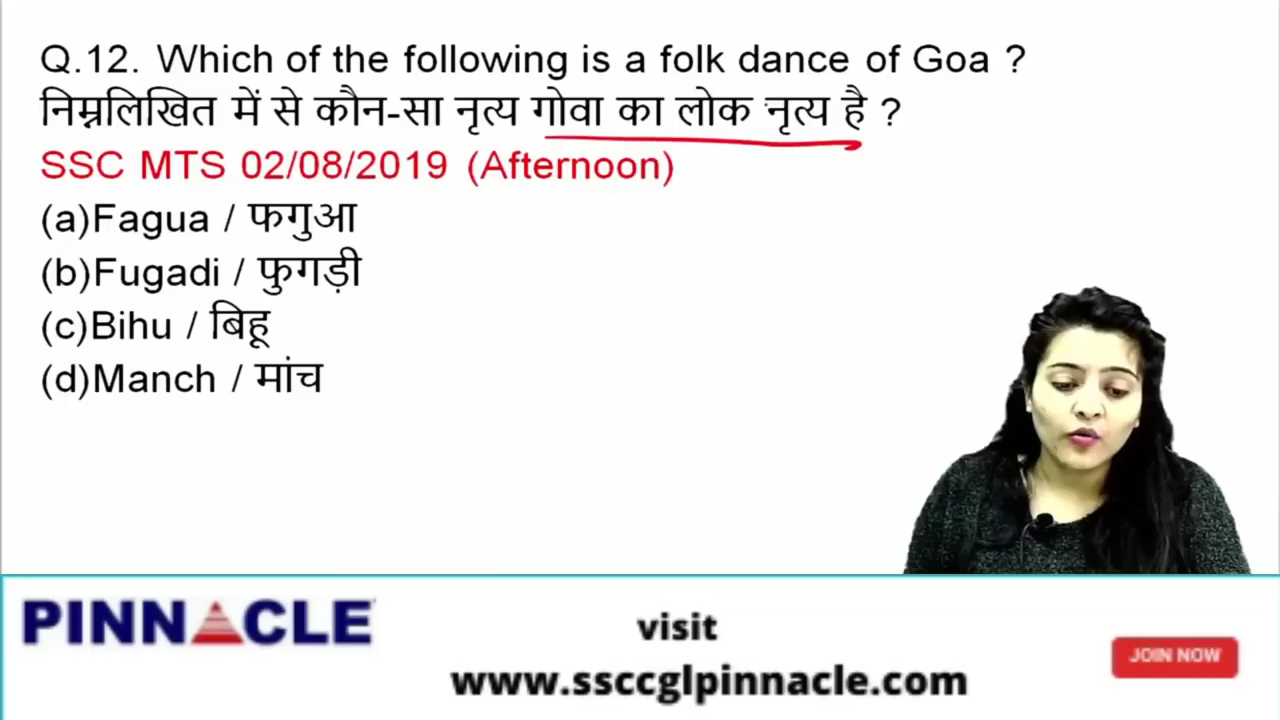 Q.12. Which of the following is a folk dance of Goa ?
निम्नलिखित में से कौन-सा नृत्य गोवा का लोक नृत्य है ?
SSC MTS 02/08/2019 (Afternoon)
(a)Fagua / फगुआ
(b)Fugadi / फुगड़ी
(c)Bihu / बिहू
(d)Manch / मांच
PINNACLE
visit
www.ssccglpinnacle.com
JOIN NOW